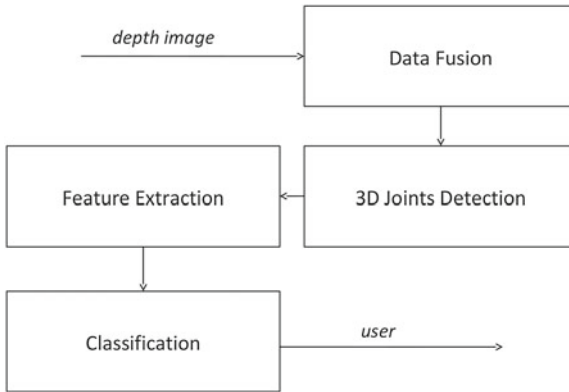 depth image
Data Fusion
Feature Extraction
3D Joints Detection
Classification
user